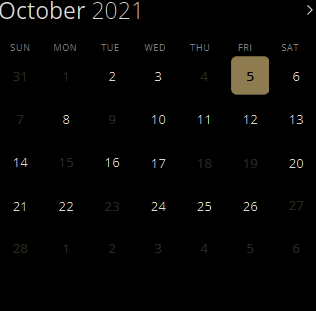 October 2021 >
SUN MON TUE WED THU FRI SAT
31 1 2 3 4 5 6
7 8 9 10 11 12 13
14 15 16 17 18 19 20
21 22 23 24 25 26 27
28 1 2 3 4 5 6